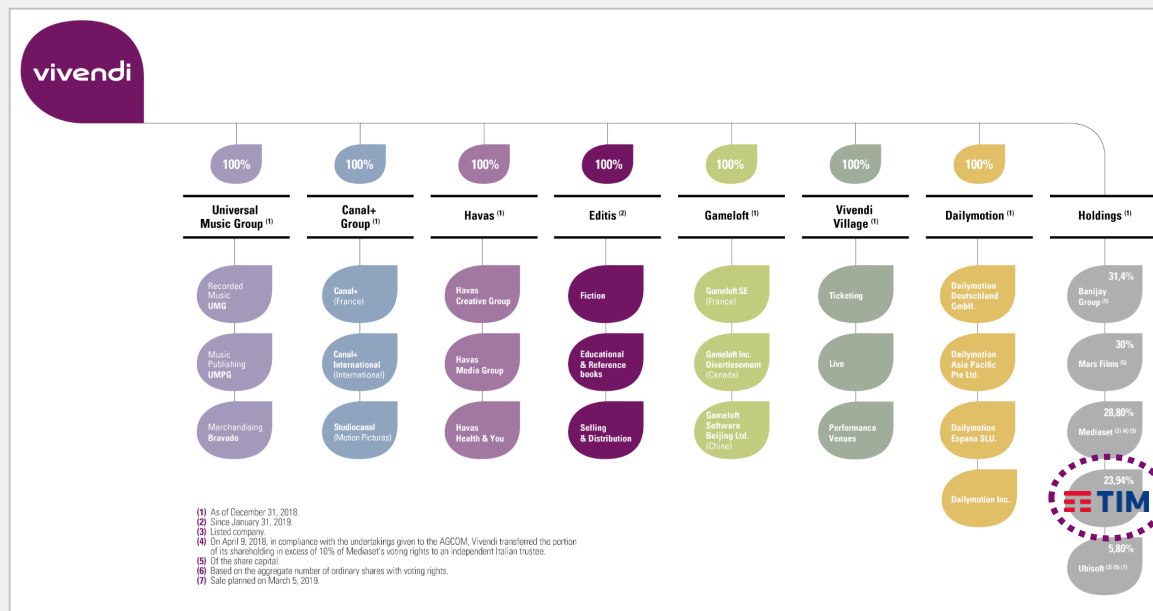 vivendi
100%
100%
100%
100%
100%
100%
100%
Universal
Music Group (1)
Canal+
Group (1)
Havas (1)
Editis (2)
Gameloft (1)
Vivendi
Village (1)
Dailymotion (1)
Holdings (1)
Recorded
Music
UMG
Music
Publishing
UMPG
Merchandising
Bravado
Canal+
(France)
Canal+
International
(International)
Studiocanal
(Motion Pictures)
Havas
Creative Group
Havas
Media Group
Havas
Health & You
Fiction
Educational
& Reference
books
Selling
& Distribution
Gameloft SE
(France)
Gameloft Inc.
Divertissement
(Canada)
Gameloft
Software
Beijing Ltd.
(Chine)
Ticketing
Live
Performance
Venues
Dailymotion
Deutschland
GmbH.
Dailymotion
Asia Pacific
Pte Ltd.
Dailymotion
Espana SLU.
Dailymotion Inc.
31,4%
Banijay
Group (5)
30%
Mars Films (5)
28,80%
Mediaset (3) (4) (5)
23,94%
TIM
5,80%
Ubisoft (3) (5) (7)
(1) As of December 31, 2018.
(2) Since January 31, 2019.
(3) Listed company.
(4) On April 9, 2018, in compliance with the undertakings given to the AGCOM, Vivendi transferred the portion
of its shareholding in excess of 10% of Mediaset's voting rights to an independent Italian trustee.
(5) Of the share capital.
(6) Based on the aggregate number of ordinary shares with voting rights.
(7) Sale planned on March 5, 2019.